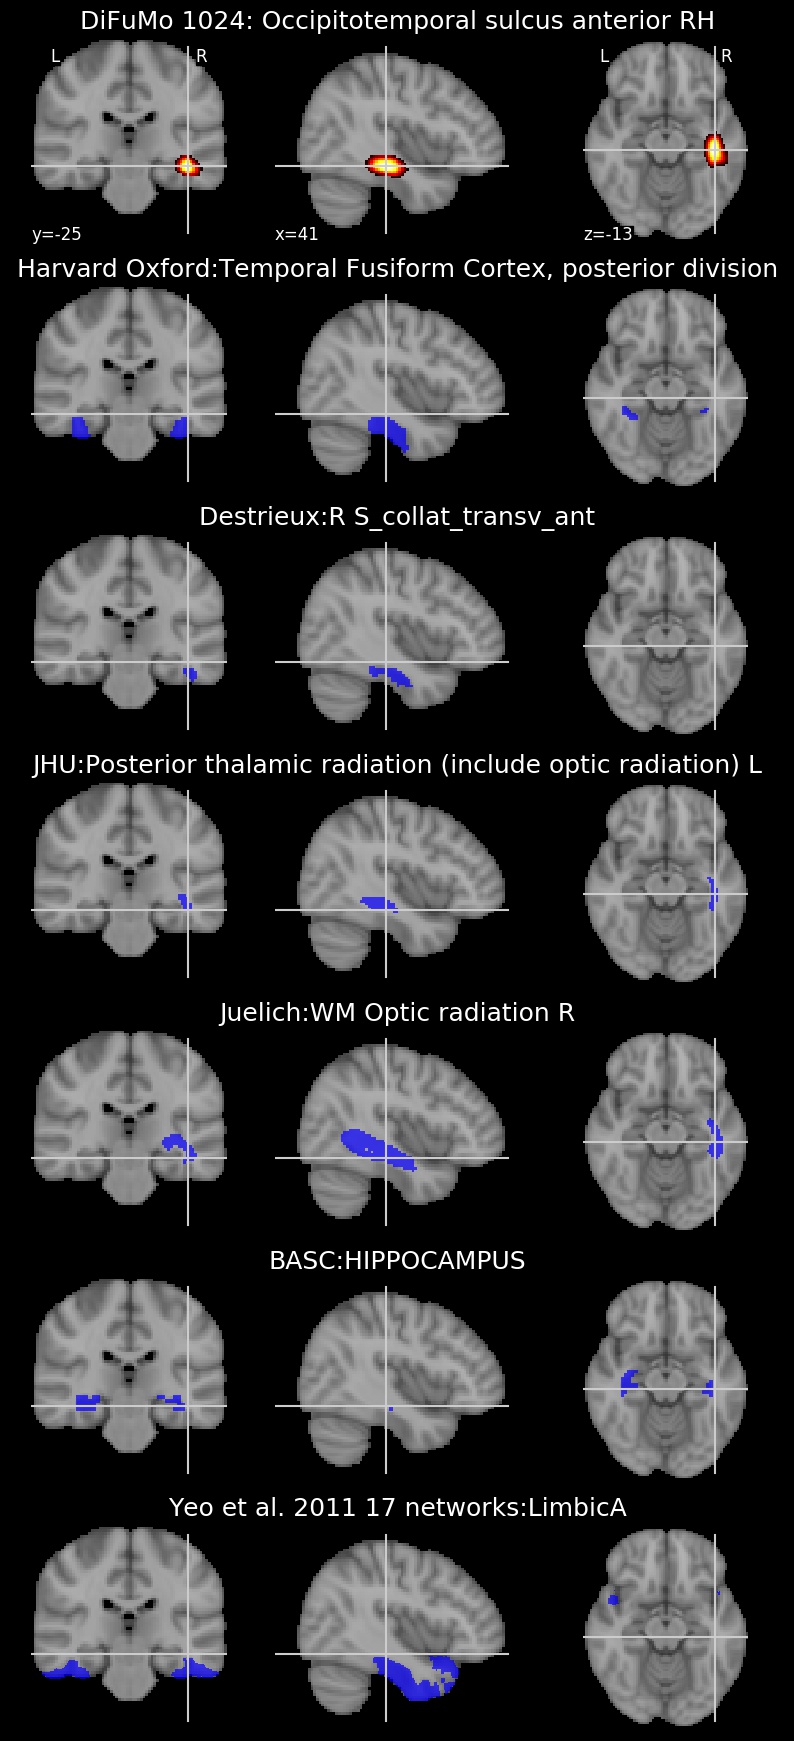 DiFuMo 1024: Occipitotemporal sulcus anterior RH
L R L R
y=-25 x=41 z=-13
Harvard Oxford:Temporal Fusiform Cortex, posterior division
Destrieux:R S_collat_transv_ant
JHU:Posterior thalamic radiation (include optic radiation) L
Juelich:WM Optic radiation R
BASC:HIPPOCAMPUS
Yeo et al. 2011 17 networks:LimbicA